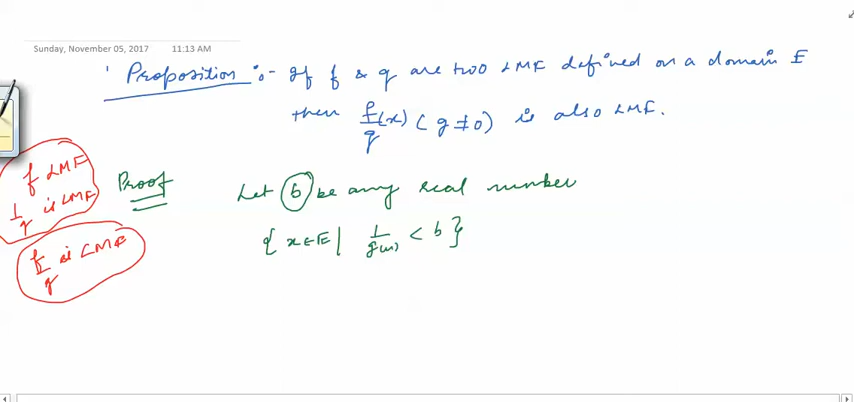 Sunday, November 05, 2017 11:13 AM
Proposition :- If f & g are two LMF defined on a domain E
then f/g (x) (g ≠ 0) is also LMF.
f LMF
1/g is LMF
f/g is LMF
Proof
Let b be any real number
{ x ∈ E | 1/g(x) < b }